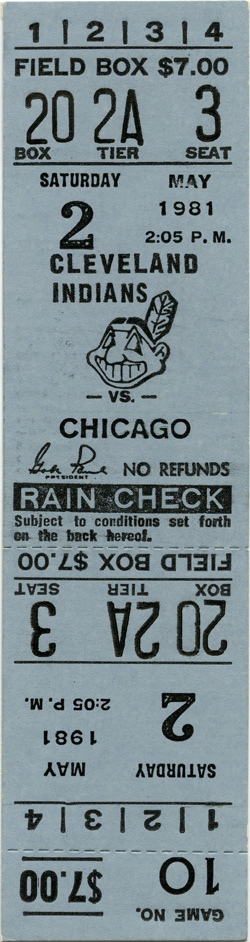 1 | 2 | 3 | 4
FIELD BOX $7.00
20 2A 3
BOX TIER SEAT
SATURDAY MAY
2 1981
2:05 P.M.
CLEVELAND
INDIANS
— VS. —
CHICAGO
PRESIDENT NO REFUNDS
RAIN CHECK
Subject to conditions set forth
on the back hereof.
FIELD BOX $7.00
BOX TIER SEAT
20 2A 3
SATURDAY MAY
2 1981
2:05 P.M.
1 | 2 | 3 | 4
GAME NO.
10 $7.00